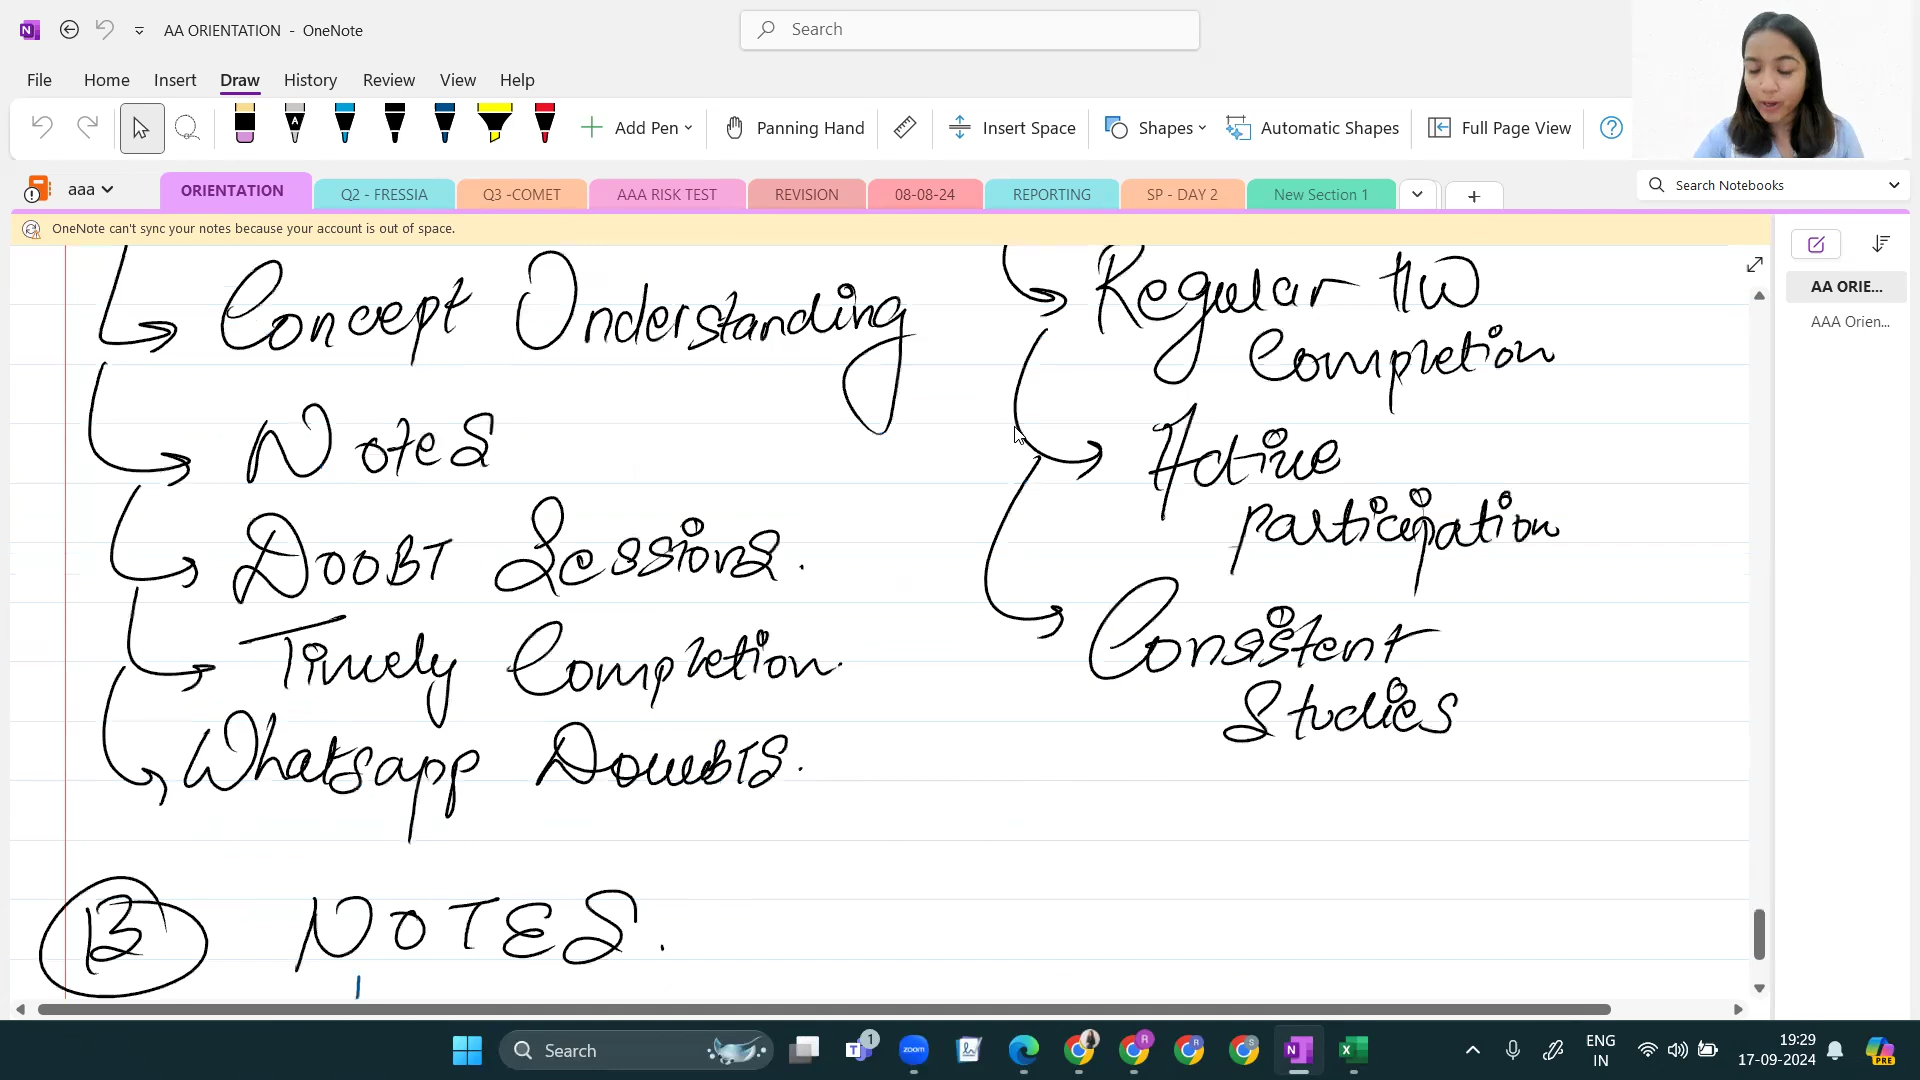 AA ORIENTATION - OneNote
Search
File Home Insert Draw History Review View Help
A
Add Pen
Panning Hand
Insert Space
Shapes
Automatic Shapes
Full Page View
aaa
ORIENTATION
Q2 - FRESSIA
Q3 -COMET
AAA RISK TEST
REVISION
08-08-24
REPORTING
SP - DAY 2
New Section 1
Search Notebooks
OneNote can't sync your notes because your account is out of space.
AA ORIE...
AAA Orien...
Concept Understanding
Notes
DOUBT Sessions.
Timely Completion.
Whatsapp Doubts.
Regular HW
Completion
Active
participation
Consistent
Studies
B NOTES.
Search
1
zoom
ENG
IN
19:29
17-09-2024
PRE